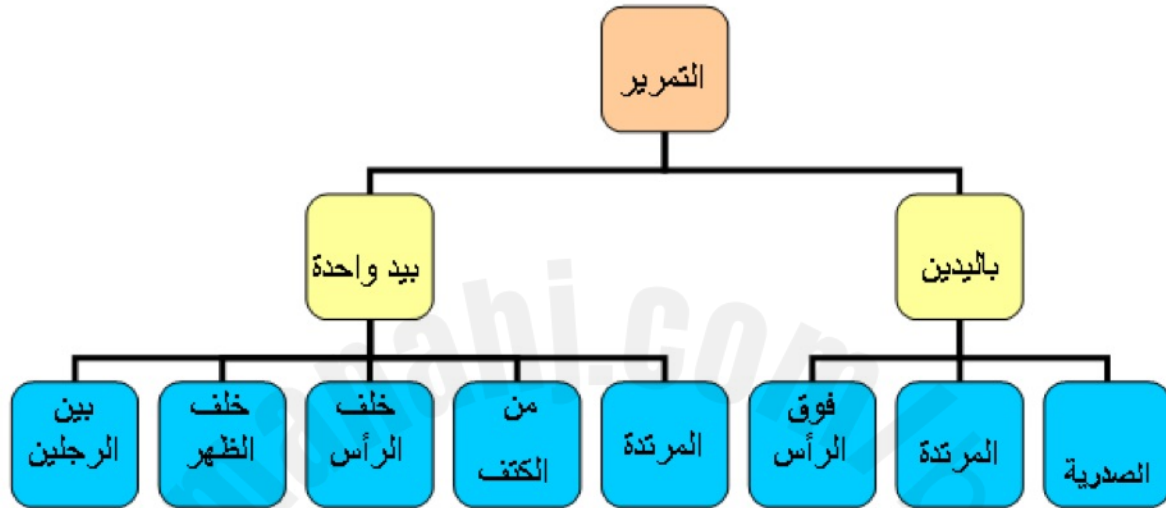 التمرير
باليدين
بيد واحدة
الصدرية
المرتدة
فوق
الرأس
المرتدة
من
الكتف
خلف
الرأس
خلف
الظهر
بين
الرجلين